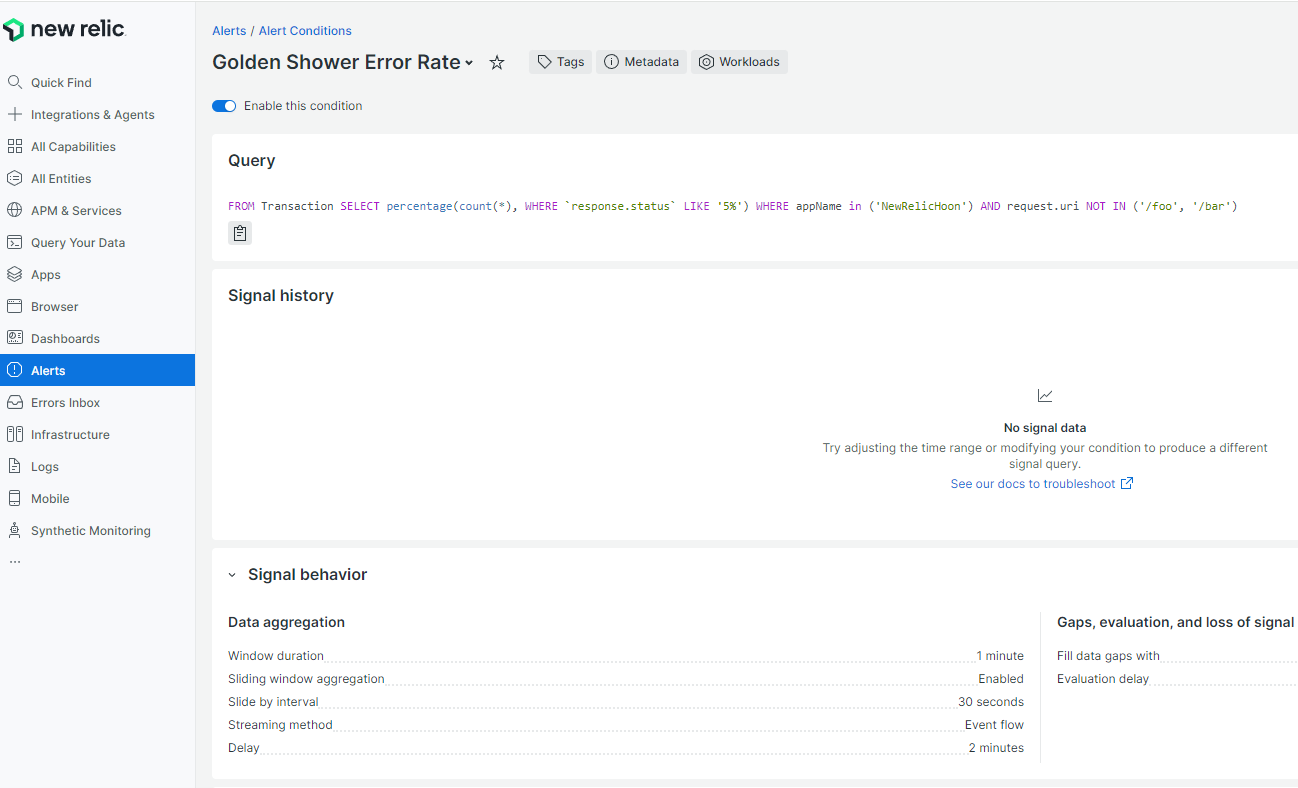 new relic
Quick Find
Integrations & Agents
All Capabilities
All Entities
APM & Services
Query Your Data
Apps
Browser
Dashboards
Alerts
Errors Inbox
Infrastructure
Logs
Mobile
Synthetic Monitoring
...
Alerts / Alert Conditions
Golden Shower Error Rate
Tags
Metadata
Workloads
Enable this condition
Query
FROM Transaction SELECT percentage(count(*), WHERE `response.status` LIKE '5%') WHERE appName in ('NewRelicHoon') AND request.uri NOT IN ('/foo', '/bar')
Signal history
No signal data
Try adjusting the time range or modifying your condition to produce a different
signal query.
See our docs to troubleshoot
Signal behavior
Data aggregation
Window duration 1 minute
Sliding window aggregation Enabled
Slide by interval 30 seconds
Streaming method Event flow
Delay 2 minutes
Gaps, evaluation, and loss of signal
Fill data gaps with
Evaluation delay